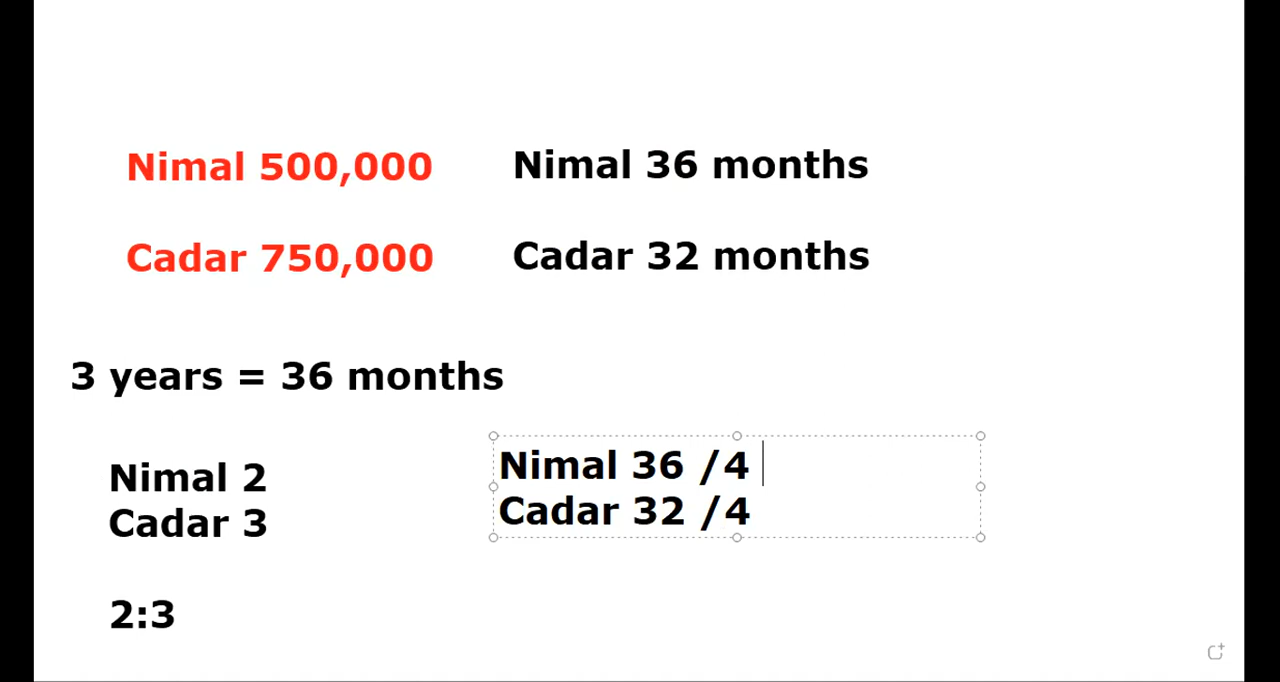 Nimal 500,000
Nimal 36 months
Cadar 750,000
Cadar 32 months
3 years = 36 months
Nimal 2
Cadar 3
Nimal 36 /4
Cadar 32 /4
2:3